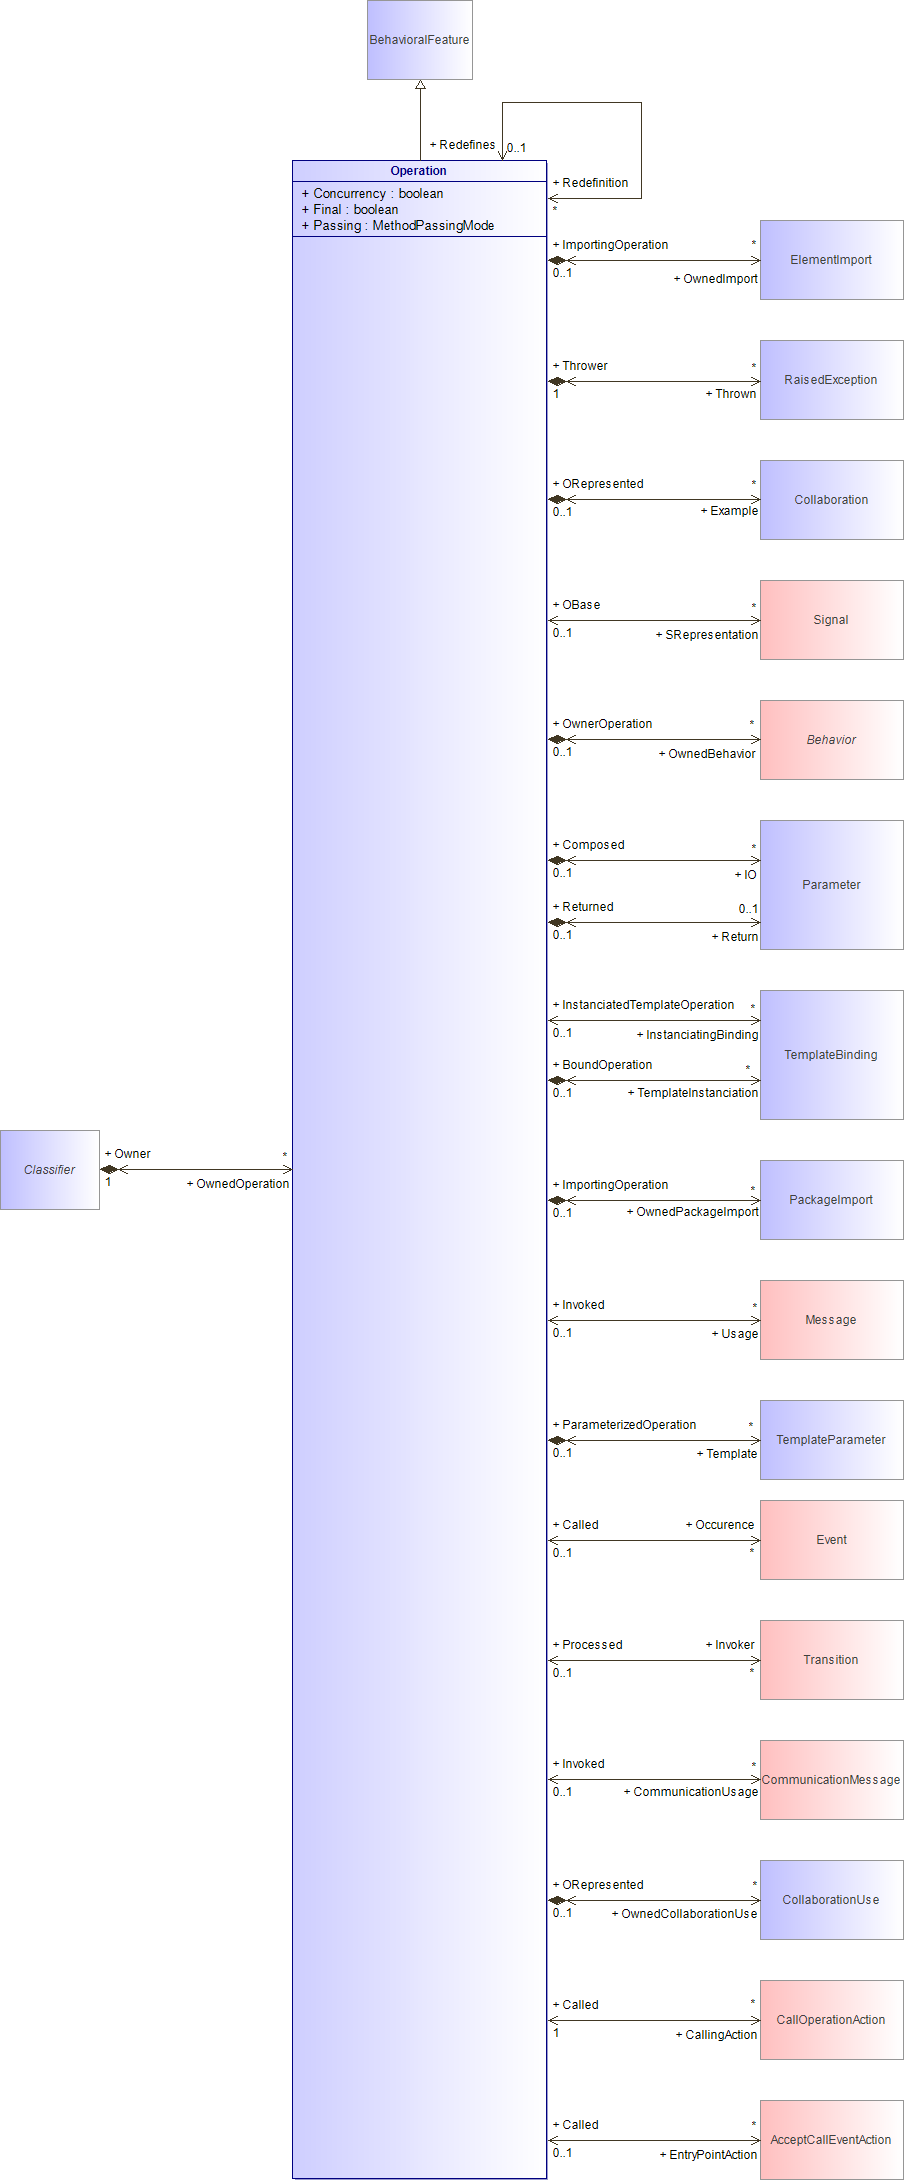 BehavioralFeature
+ Redefines
0..1
Operation
+ Concurrency : boolean
+ Final : boolean
+ Passing : MethodPassingMode
+ Redefinition
*
+ ImportingOperation
*
0..1
+ OwnedImport
ElementImport
+ Thrower
*
1
+ Thrown
RaisedException
+ ORepresented
*
0..1
+ Example
Collaboration
+ OBase
*
0..1
+ SRepresentation
Signal
+ OwnerOperation
*
0..1
+ OwnedBehavior
Behavior
+ Composed
*
0..1
+ IO
+ Returned
0..1
0..1
+ Return
Parameter
+ InstanciatedTemplateOperation
*
0..1
+ InstanciatingBinding
+ BoundOperation
*
0..1
+ TemplateInstanciation
TemplateBinding
Classifier
+ Owner
*
1
+ OwnedOperation
+ ImportingOperation
*
0..1
+ OwnedPackageImport
PackageImport
+ Invoked
*
0..1
+ Usage
Message
+ ParameterizedOperation
*
0..1
+ Template
TemplateParameter
+ Called
+ Occurence
0..1
*
Event
+ Processed
+ Invoker
0..1
*
Transition
+ Invoked
*
0..1
+ CommunicationUsage
CommunicationMessage
+ ORepresented
*
0..1
+ OwnedCollaborationUse
CollaborationUse
+ Called
*
1
+ CallingAction
CallOperationAction
+ Called
*
0..1
+ EntryPointAction
AcceptCallEventAction